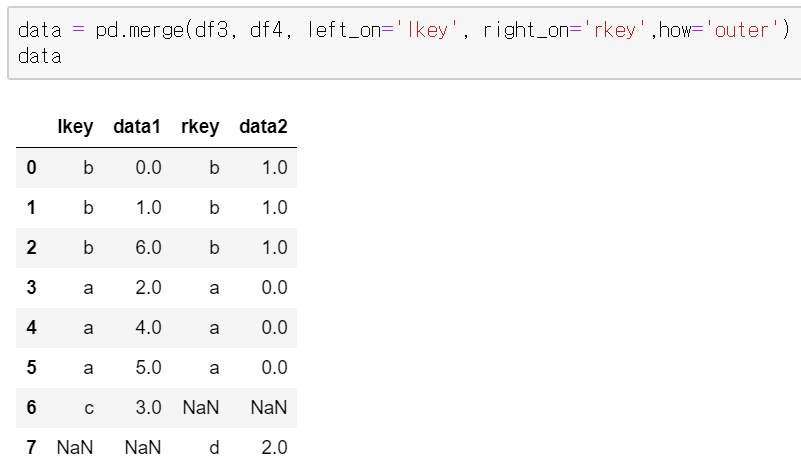 data = pd.merge(df3, df4, left_on='lkey', right_on='rkey',how='outer')
data
lkey data1 rkey data2
0 b 0.0 b 1.0
1 b 1.0 b 1.0
2 b 6.0 b 1.0
3 a 2.0 a 0.0
4 a 4.0 a 0.0
5 a 5.0 a 0.0
6 c 3.0 NaN NaN
7 NaN NaN d 2.0